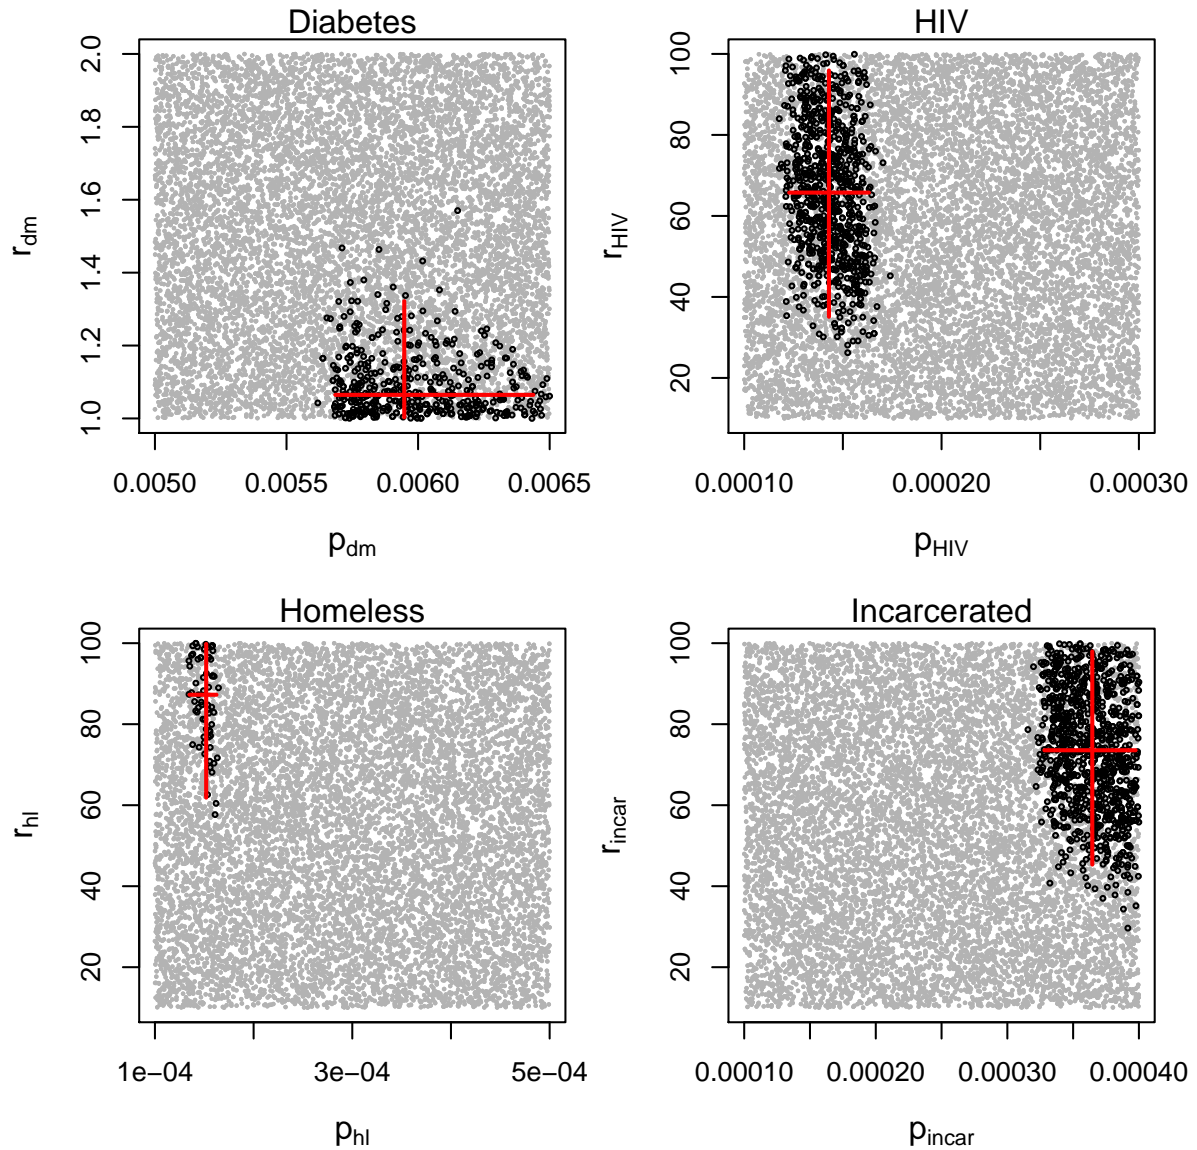 Diabetes
r_dm
2.0
1.8
1.6
1.4
1.2
1.0
0.0050 0.0055 0.0060 0.0065
p_dm
HIV
r_HIV
100
80
60
40
20
0.00010 0.00020 0.00030
p_HIV
Homeless
r_hl
100
80
60
40
20
1e−04 3e−04 5e−04
p_hl
Incarcerated
r_incar
100
80
60
40
20
0.00010 0.00020 0.00030 0.00040
p_incar